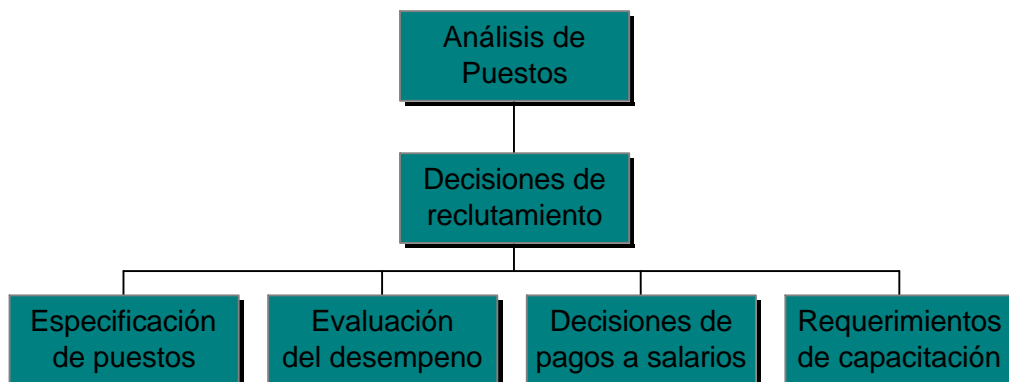 Análisis de
Puestos
Decisiones de
reclutamiento
Especificación
de puestos
Evaluación
del desempeno
Decisiones de
pagos a salarios
Requerimientos
de capacitación